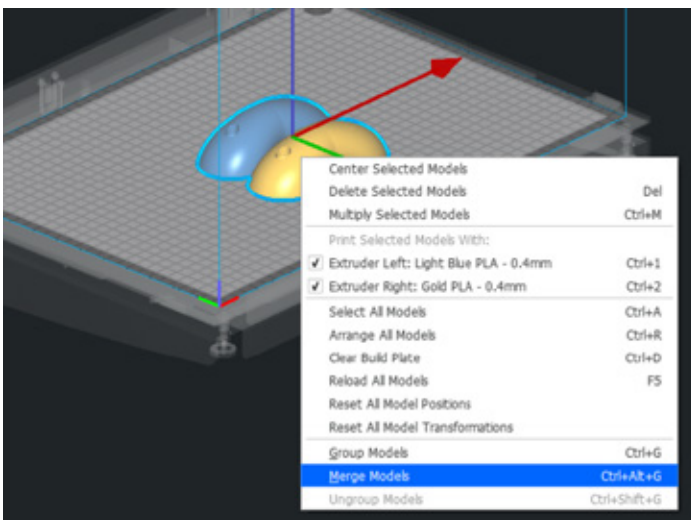 Center Selected Models
Delete Selected Models Del
Multiply Selected Models Ctrl+M
Print Selected Models With:
Extruder Left: Light Blue PLA - 0.4mm Ctrl+1
Extruder Right: Gold PLA - 0.4mm Ctrl+2
Select All Models Ctrl+A
Arrange All Models Ctrl+R
Clear Build Plate Ctrl+D
Reload All Models F5
Reset All Model Positions
Reset All Model Transformations
Group Models Ctrl+G
Merge Models Ctrl+Alt+G
Ungroup Models Ctrl+Shift+G